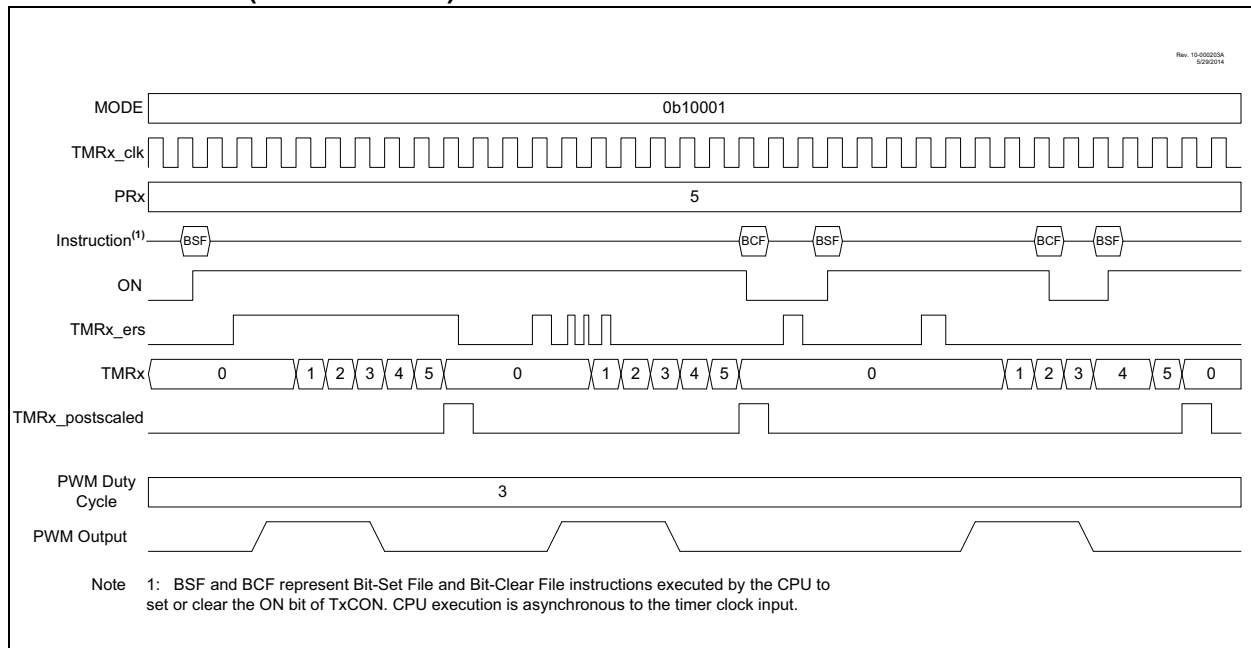 Rev. 10-000203A
5/29/2014
MODE 0b10001
TMRx_clk
PRx 5
Instruction(1) BSF BCF BSF BCF BSF
ON
TMRx_ers
TMRx 0 1 2 3 4 5 0 1 2 3 4 5 0 1 2 3 4 5 0
TMRx_postscaled
PWM Duty
Cycle 3
PWM Output
Note 1: BSF and BCF represent Bit-Set File and Bit-Clear File instructions executed by the CPU to
set or clear the ON bit of TxCON. CPU execution is asynchronous to the timer clock input.